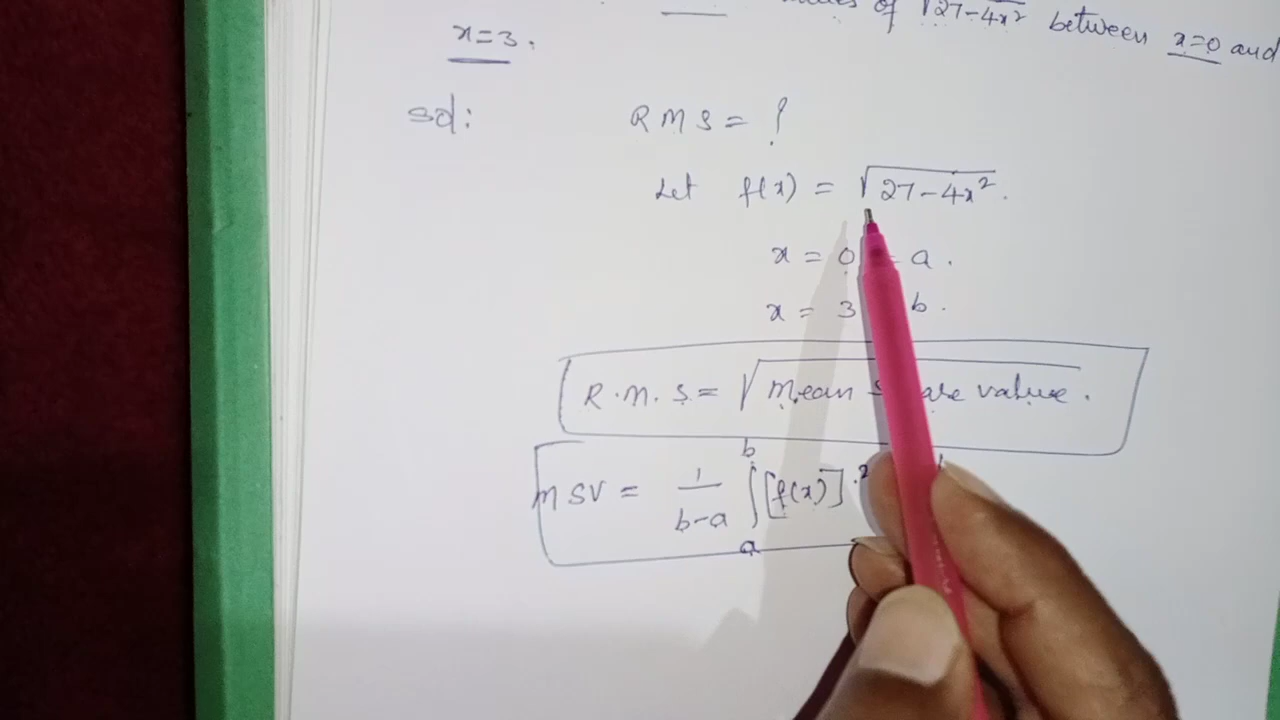 of √27-4x² between x=0 and
x=3.
Sol:
RMS = ?
Let f(x) = √27-4x².
x = 0 = a.
x = 3 b.
R.M.S = √mean value.
MSV = 1/b-a ∫ₐᵇ [f(x)]²